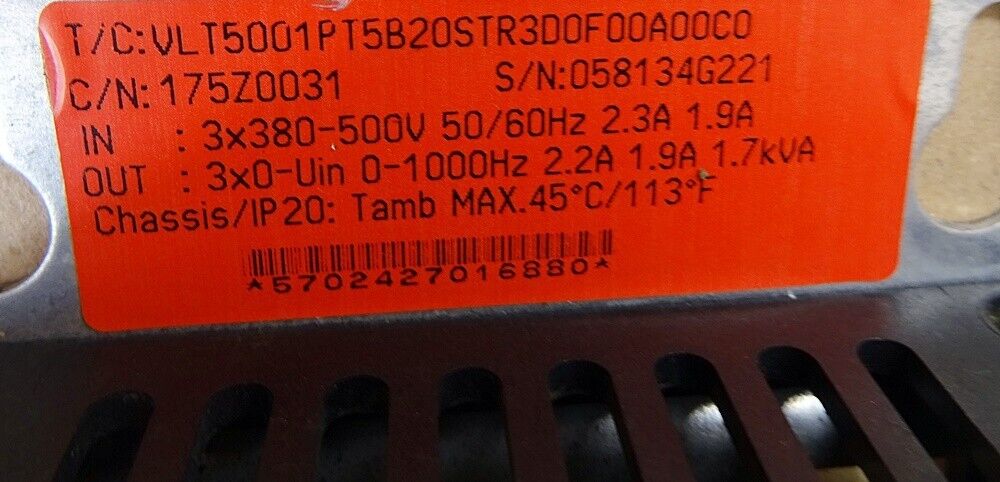 T/C:VLT5001PT5B20STR3D0F00A00C0
C/N:175Z0031 S/N:058134G221
IN : 3x380-500V 50/60Hz 2.3A 1.9A
OUT : 3x0-Uin 0-1000Hz 2.2A 1.9A 1.7kVA
Chassis/IP20: Tamb MAX.45°C/113°F
*5702427016880*